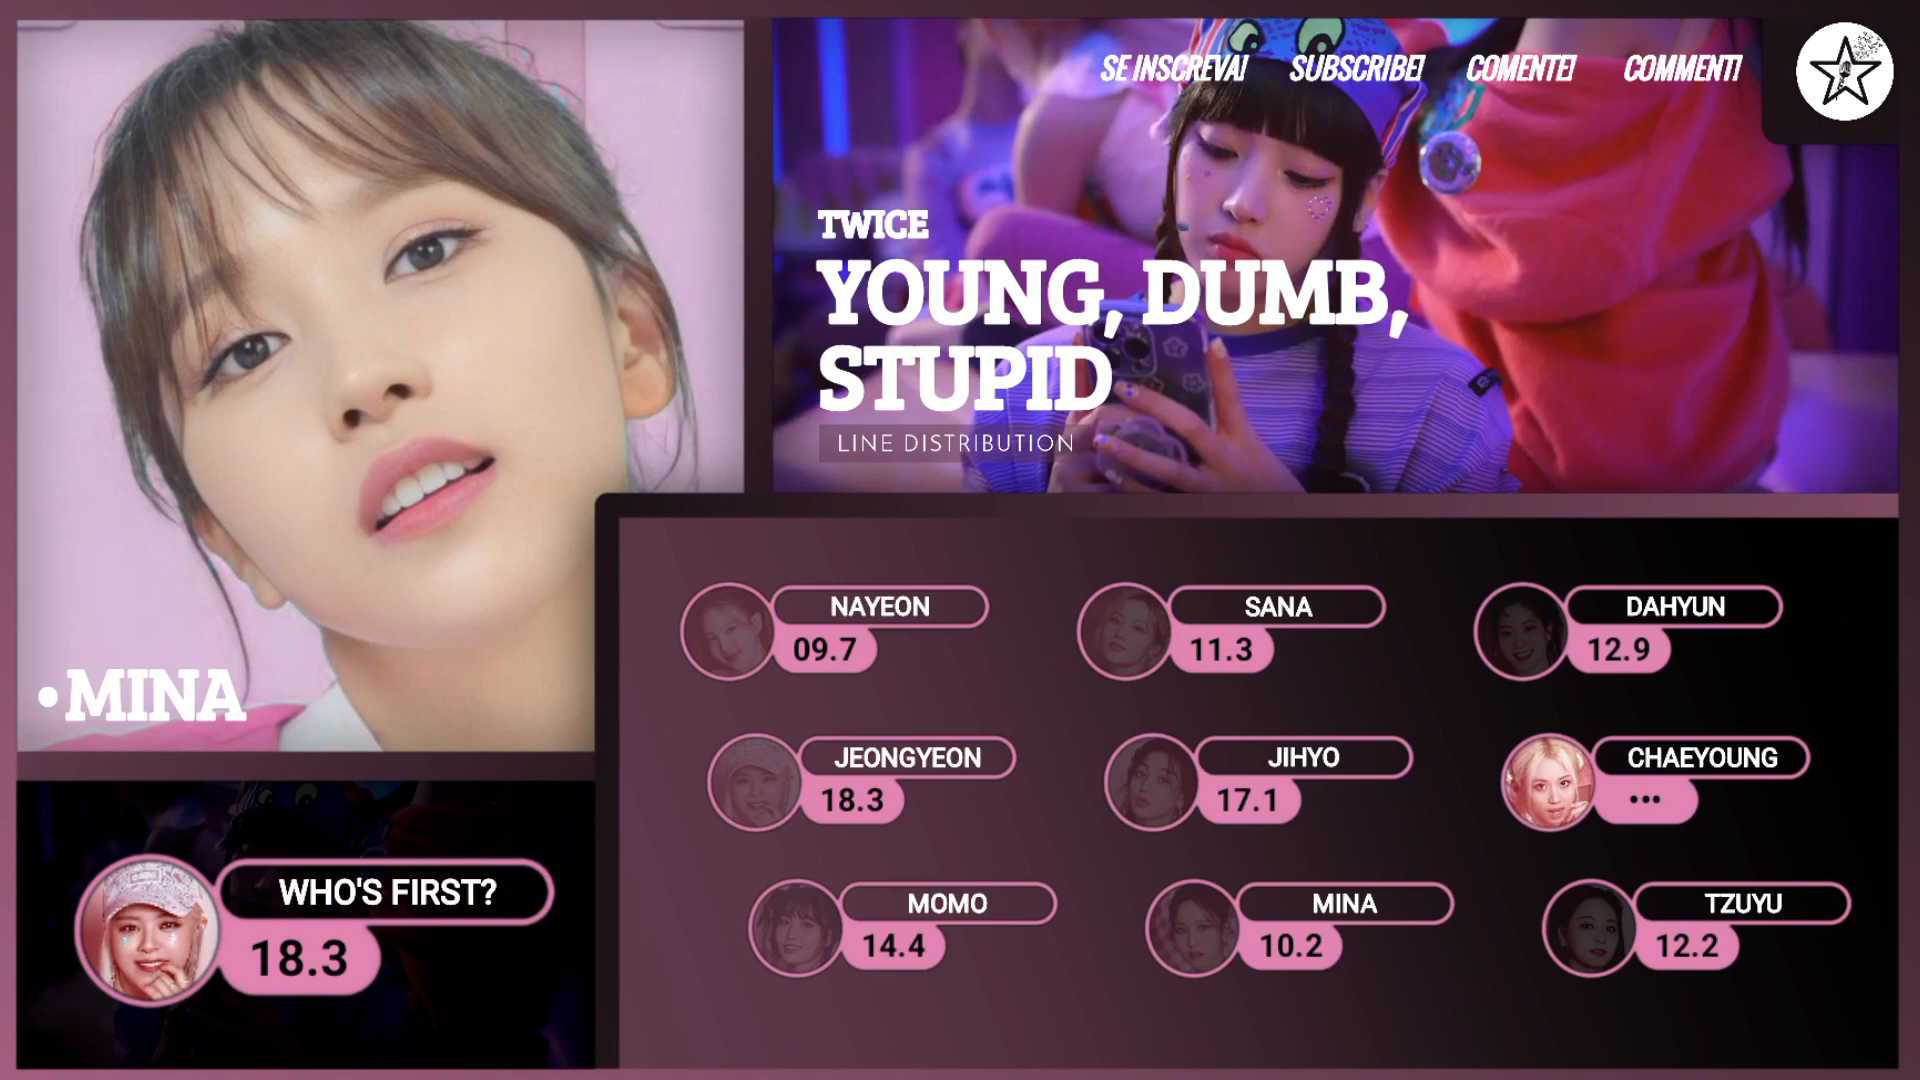 SE INSCREVA! SUBSCRIBE! COMENTE! COMMENT!
TWICE
YOUNG, DUMB,
STUPID
LINE DISTRIBUTION
•MINA
WHO'S FIRST?
18.3
NAYEON
09.7
SANA
11.3
DAHYUN
12.9
JEONGYEON
18.3
JIHYO
17.1
CHAEYOUNG
•••
MOMO
14.4
MINA
10.2
TZUYU
12.2